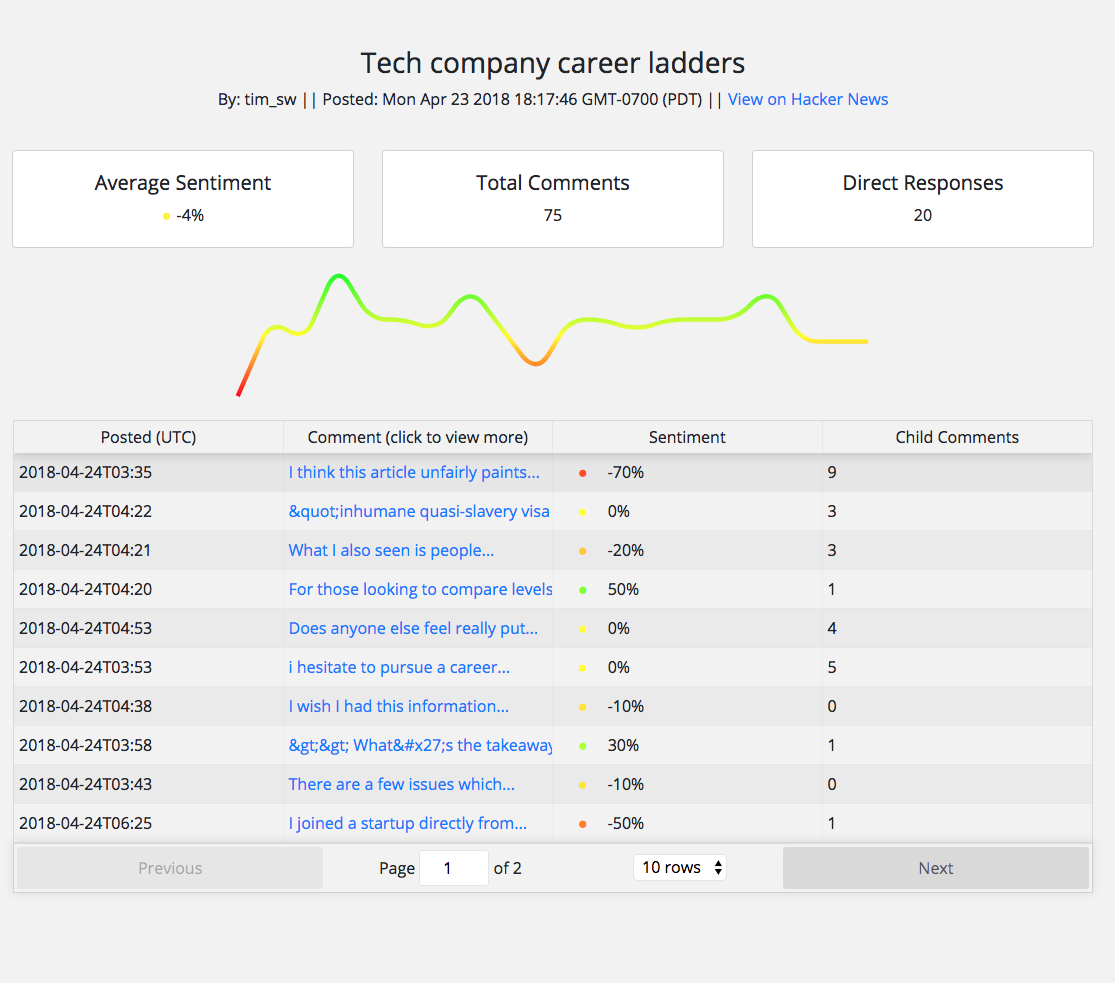 Tech company career ladders
By: tim_sw || Posted: Mon Apr 23 2018 18:17:46 GMT-0700 (PDT) || View on Hacker News
Average Sentiment
-4%
Total Comments
75
Direct Responses
20
Posted (UTC) Comment (click to view more) Sentiment Child Comments
2018-04-24T03:35 I think this article unfairly paints... -70% 9
2018-04-24T04:22 &quot;inhumane quasi-slavery visa 0% 3
2018-04-24T04:21 What I also seen is people... -20% 3
2018-04-24T04:20 For those looking to compare levels 50% 1
2018-04-24T04:53 Does anyone else feel really put... 0% 4
2018-04-24T03:53 i hesitate to pursue a career... 0% 5
2018-04-24T04:38 I wish I had this information... -10% 0
2018-04-24T03:58 &gt;&gt; What&#x27;s the takeaway 30% 1
2018-04-24T03:43 There are a few issues which... -10% 0
2018-04-24T06:25 I joined a startup directly from... -50% 1
Previous Page 1 of 2 10 rows Next